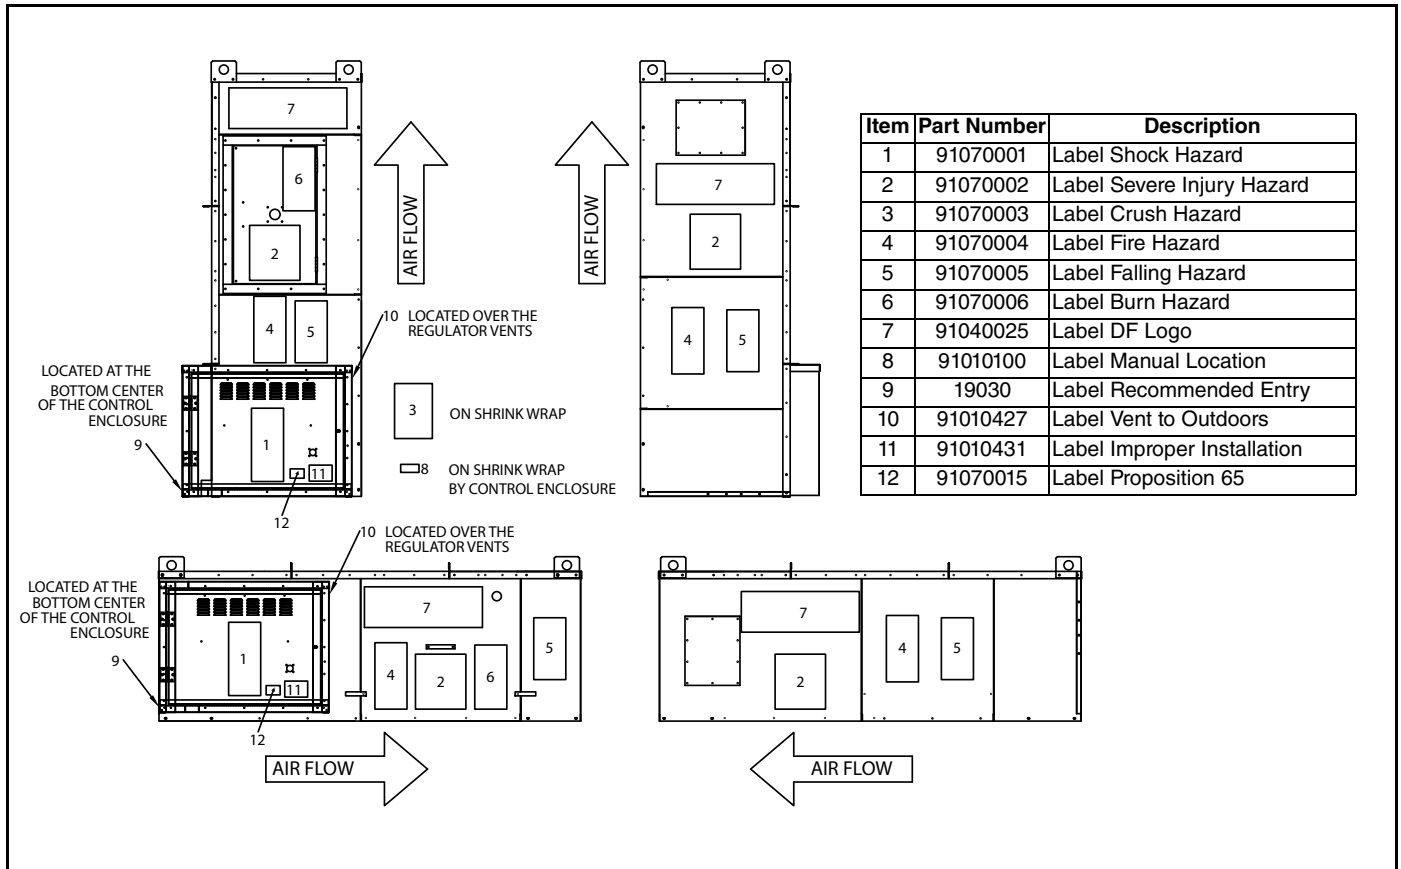 7
6
2
4
5
AIR FLOW
10 LOCATED OVER THE
REGULATOR VENTS
LOCATED AT THE
BOTTOM CENTER
OF THE CONTROL
ENCLOSURE
9
1
11
12
3
ON SHRINK WRAP
8 ON SHRINK WRAP
BY CONTROL ENCLOSURE
AIR FLOW
7
2
4
5
Item Part Number Description
1 91070001 Label Shock Hazard
2 91070002 Label Severe Injury Hazard
3 91070003 Label Crush Hazard
4 91070004 Label Fire Hazard
5 91070005 Label Falling Hazard
6 91070006 Label Burn Hazard
7 91040025 Label DF Logo
8 91010100 Label Manual Location
9 19030 Label Recommended Entry
10 91010427 Label Vent to Outdoors
11 91010431 Label Improper Installation
12 91070015 Label Proposition 65
10 LOCATED OVER THE
REGULATOR VENTS
LOCATED AT THE
BOTTOM CENTER
OF THE CONTROL
ENCLOSURE
9
1
11
12
7
4
2
6
5
AIR FLOW
7
2
4
5
AIR FLOW